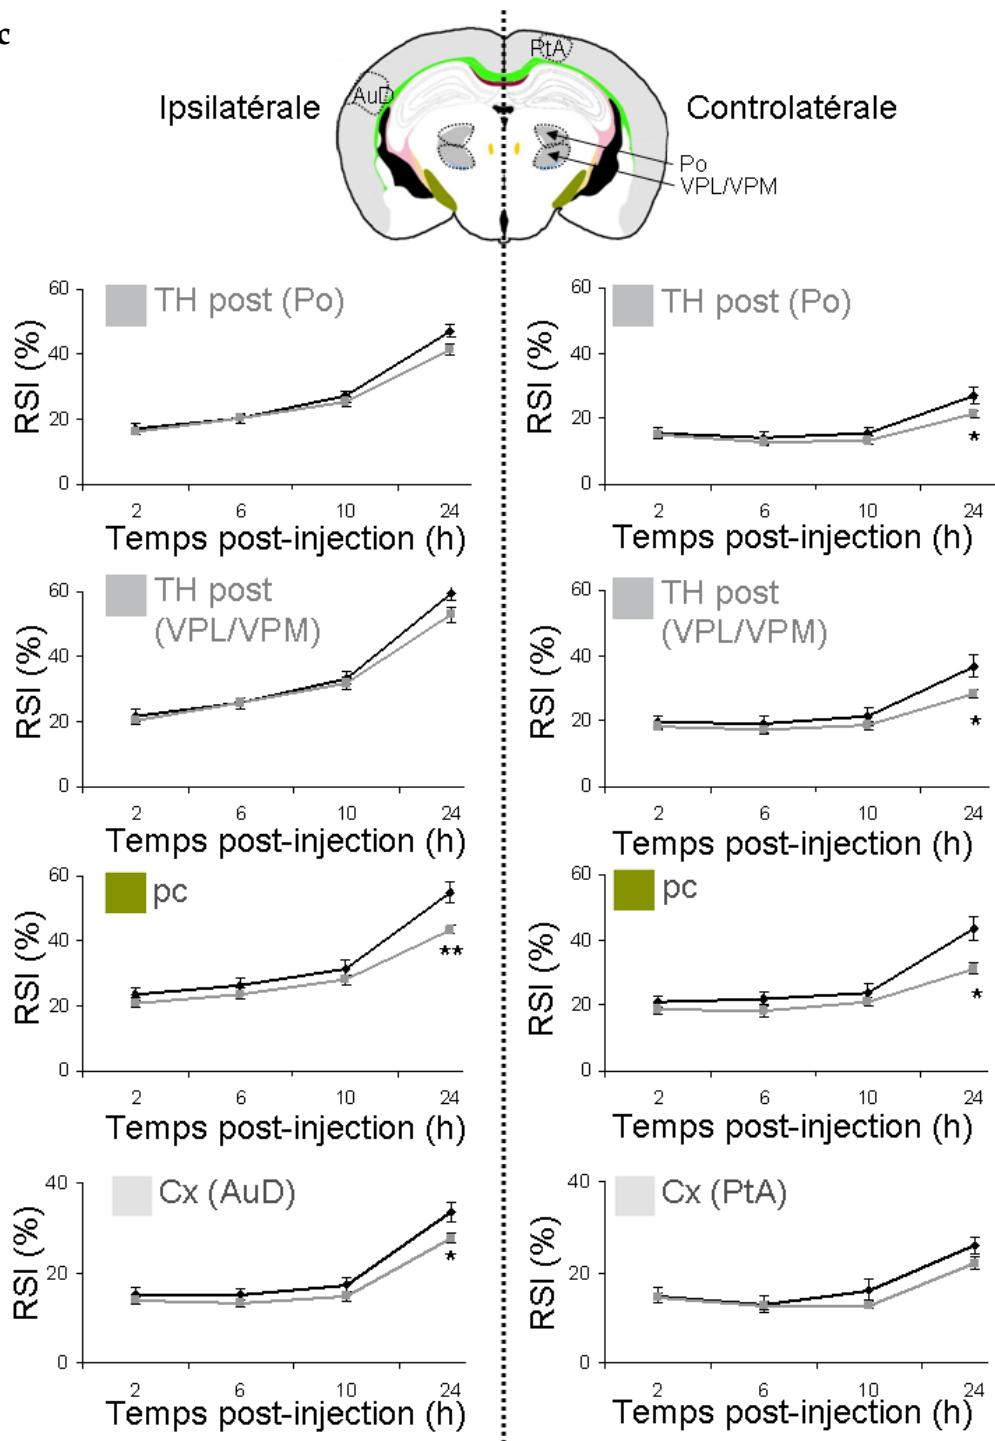 c
PtA
AuD
Ipsilatérale
Controlatérale
Po
VPL/VPM
60
TH post (Po)
40
RSI (%)
20
0
2 6 10 24
Temps post-injection (h)
60
TH post (Po)
40
RSI (%)
20
*
0
2 6 10 24
Temps post-injection (h)
60
TH post
(VPL/VPM)
40
RSI (%)
20
0
2 6 10 24
Temps post-injection (h)
60
TH post
(VPL/VPM)
40
RSI (%)
20
*
0
2 6 10 24
Temps post-injection (h)
60
pc
40
**
RSI (%)
20
0
2 6 10 24
Temps post-injection (h)
60
pc
40
RSI (%)
*
20
0
2 6 10 24
Temps post-injection (h)
40
Cx (AuD)
RSI (%)
*
20
0
2 6 10 24
Temps post-injection (h)
40
Cx (PtA)
RSI (%)
20
0
2 6 10 24
Temps post-injection (h)